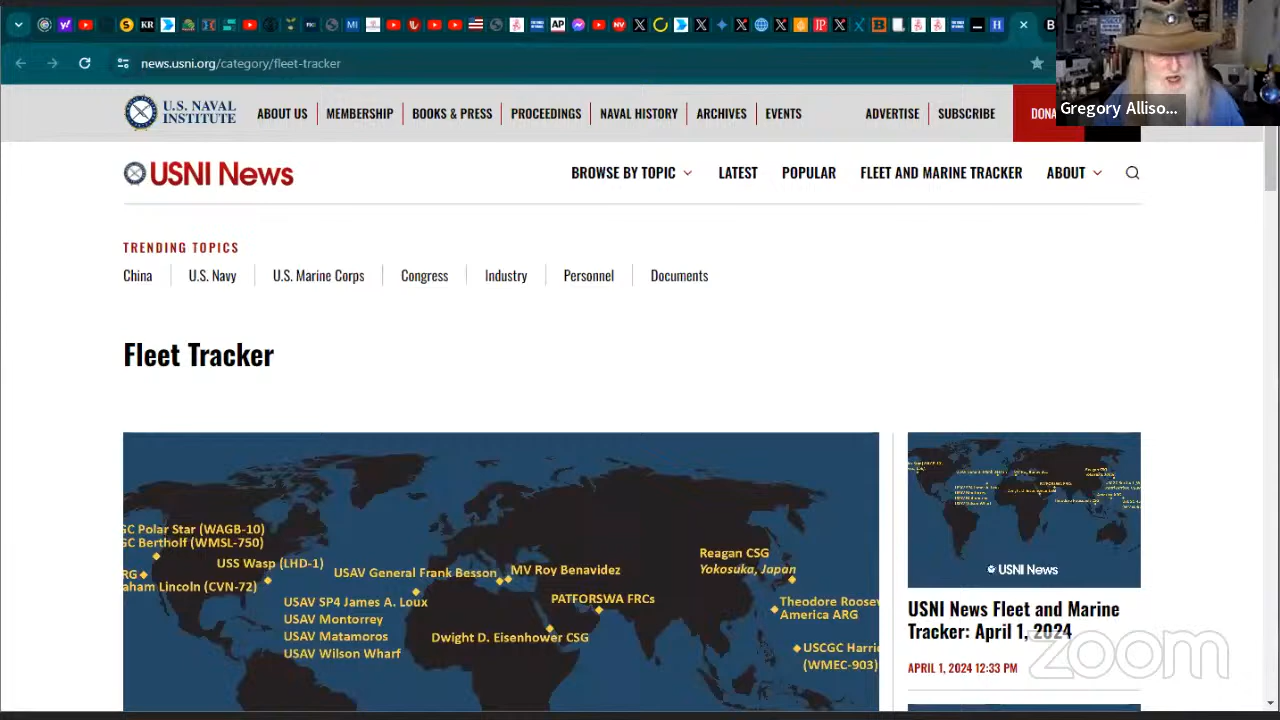 news.usni.org/category/fleet-tracker
Gregory Alliso...
U.S. NAVAL
INSTITUTE
ABOUT US
MEMBERSHIP
BOOKS & PRESS
PROCEEDINGS
NAVAL HISTORY
ARCHIVES
EVENTS
ADVERTISE
SUBSCRIBE
DONA
USNI News
BROWSE BY TOPIC
LATEST
POPULAR
FLEET AND MARINE TRACKER
ABOUT
TRENDING TOPICS
China
U.S. Navy
U.S. Marine Corps
Congress
Industry
Personnel
Documents
Fleet Tracker
GC Polar Star (WAGB-10)
GC Bertholf (WMSL-750)
USS Wasp (LHD-1)
RG
aham Lincoln (CVN-72)
USAV General Frank Besson
MV Roy Benavidez
USAV SP4 James A. Loux
USAV Montorrey
USAV Matamoros
USAV Wilson Wharf
PATFORSWA FRCs
Dwight D. Eisenhower CSG
Reagan CSG
Yokosuka, Japan
Theodore Roosev
America ARG
USCGC Harrie
(WMEC-903)
USNI News
USNI News Fleet and Marine
Tracker: April 1, 2024
APRIL 1, 2024 12:33 PM
zoom